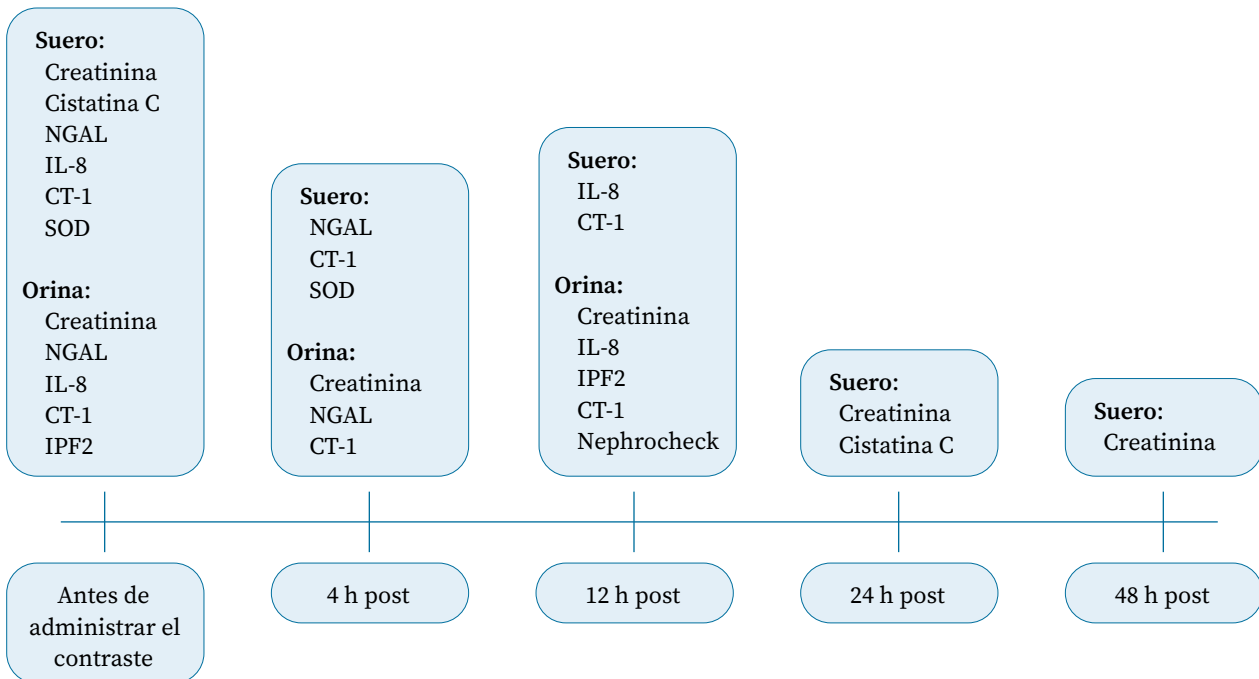 Suero:
Creatinina
Cistatina C
NGAL
IL-8
CT-1
SOD
Orina:
Creatinina
NGAL
IL-8
CT-1
IPF2
Suero:
NGAL
CT-1
SOD
Orina:
Creatinina
NGAL
CT-1
Suero:
IL-8
CT-1
Orina:
Creatinina
IL-8
IPF2
CT-1
Nephrocheck
Suero:
Creatinina
Cistatina C
Suero:
Creatinina
Antes de
administrar el
contraste
4 h post
12 h post
24 h post
48 h post